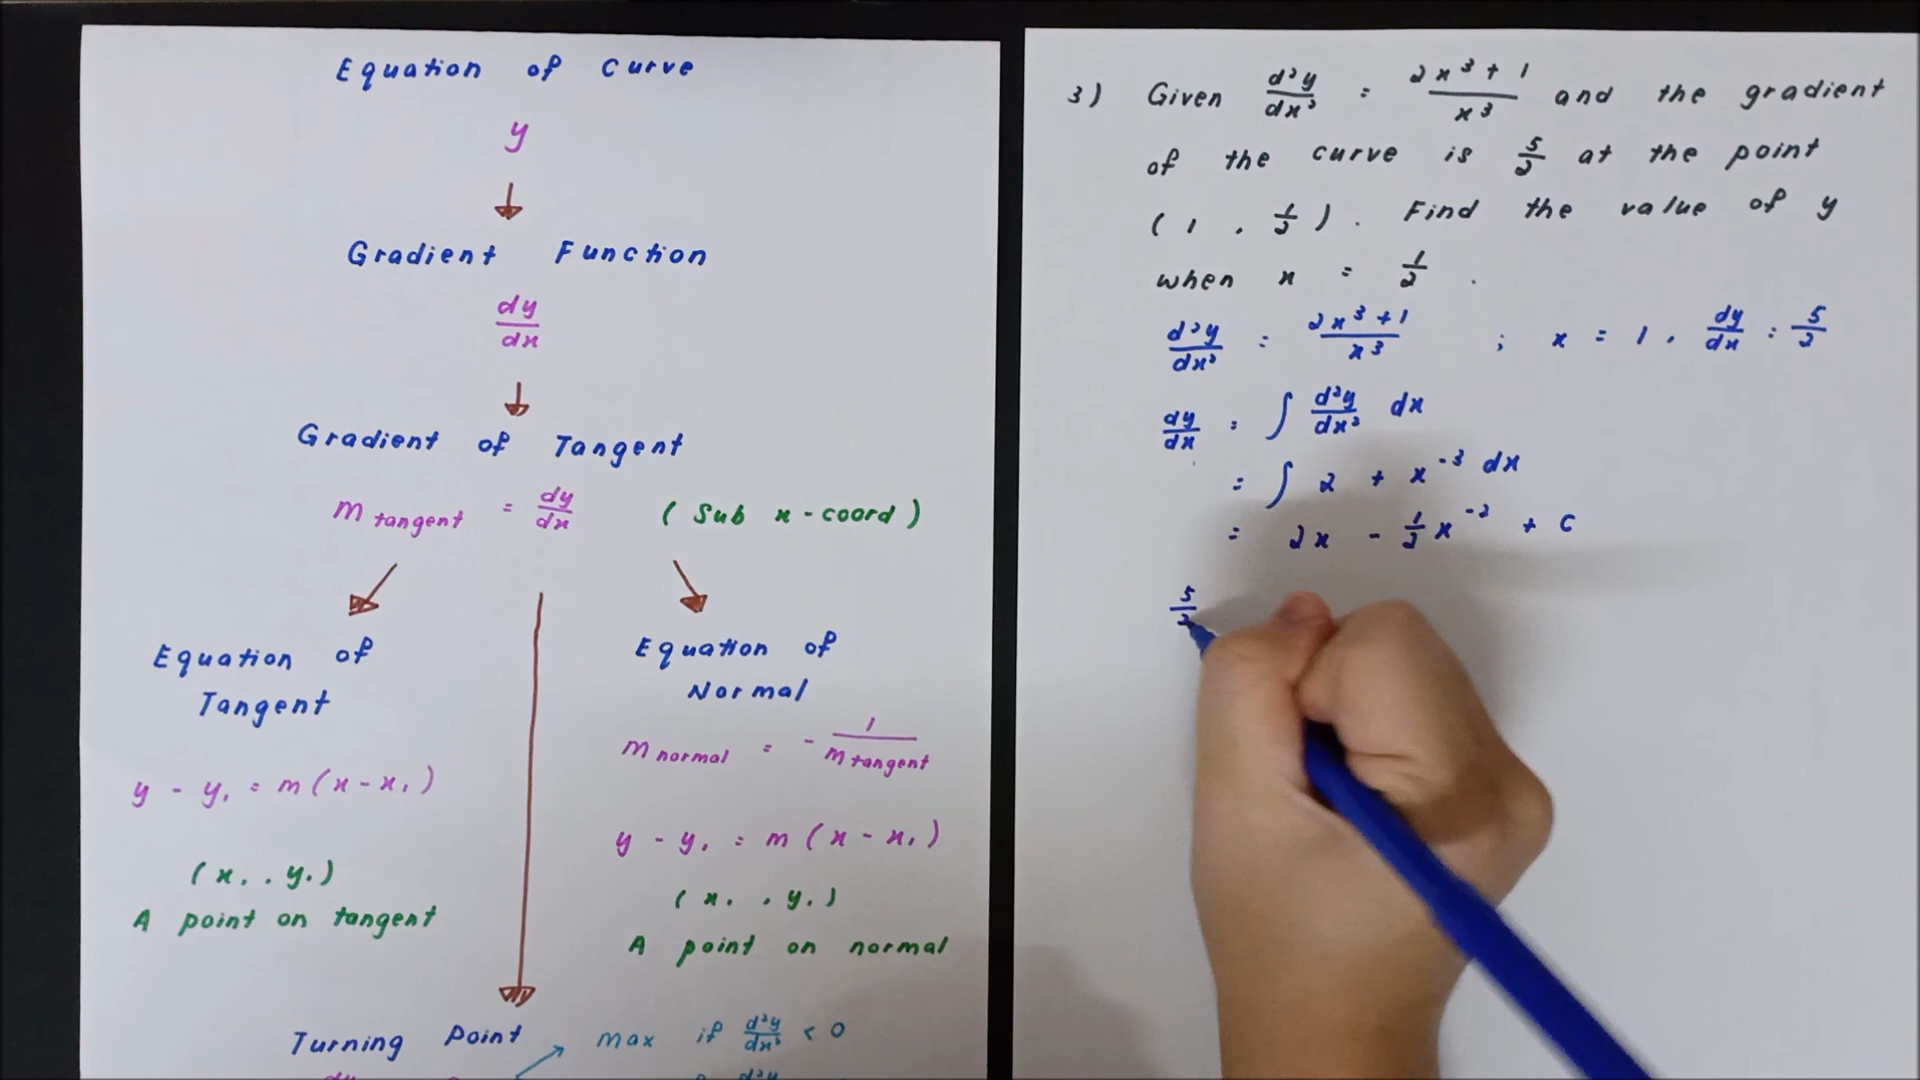 Equation of curve
y
Gradient Function
dy/dx
Gradient of Tangent
m tangent = dy/dx (Sub x-coord)
Equation of Tangent
y - y₁ = m(x - x₁)
(x₁, y₁)
A point on tangent
Equation of Normal
m normal = - 1/m tangent
y - y₁ = m(x - x₁)
(x₁, y₁)
A point on normal
Turning Point
max if d²y/dx² < 0
3) Given d²y/dx² = (2x³ + 1)/x³ and the gradient
of the curve is 5/2 at the point
(1, 1/2). Find the value of y
when x = 1/2.
d²y/dx² = (2x³ + 1)/x³ ; x = 1, dy/dx = 5/2
dy/dx = ∫ d²y/dx² dx
= ∫ 2 + x⁻³ dx
= 2x - 1/2 x⁻² + C
5/2